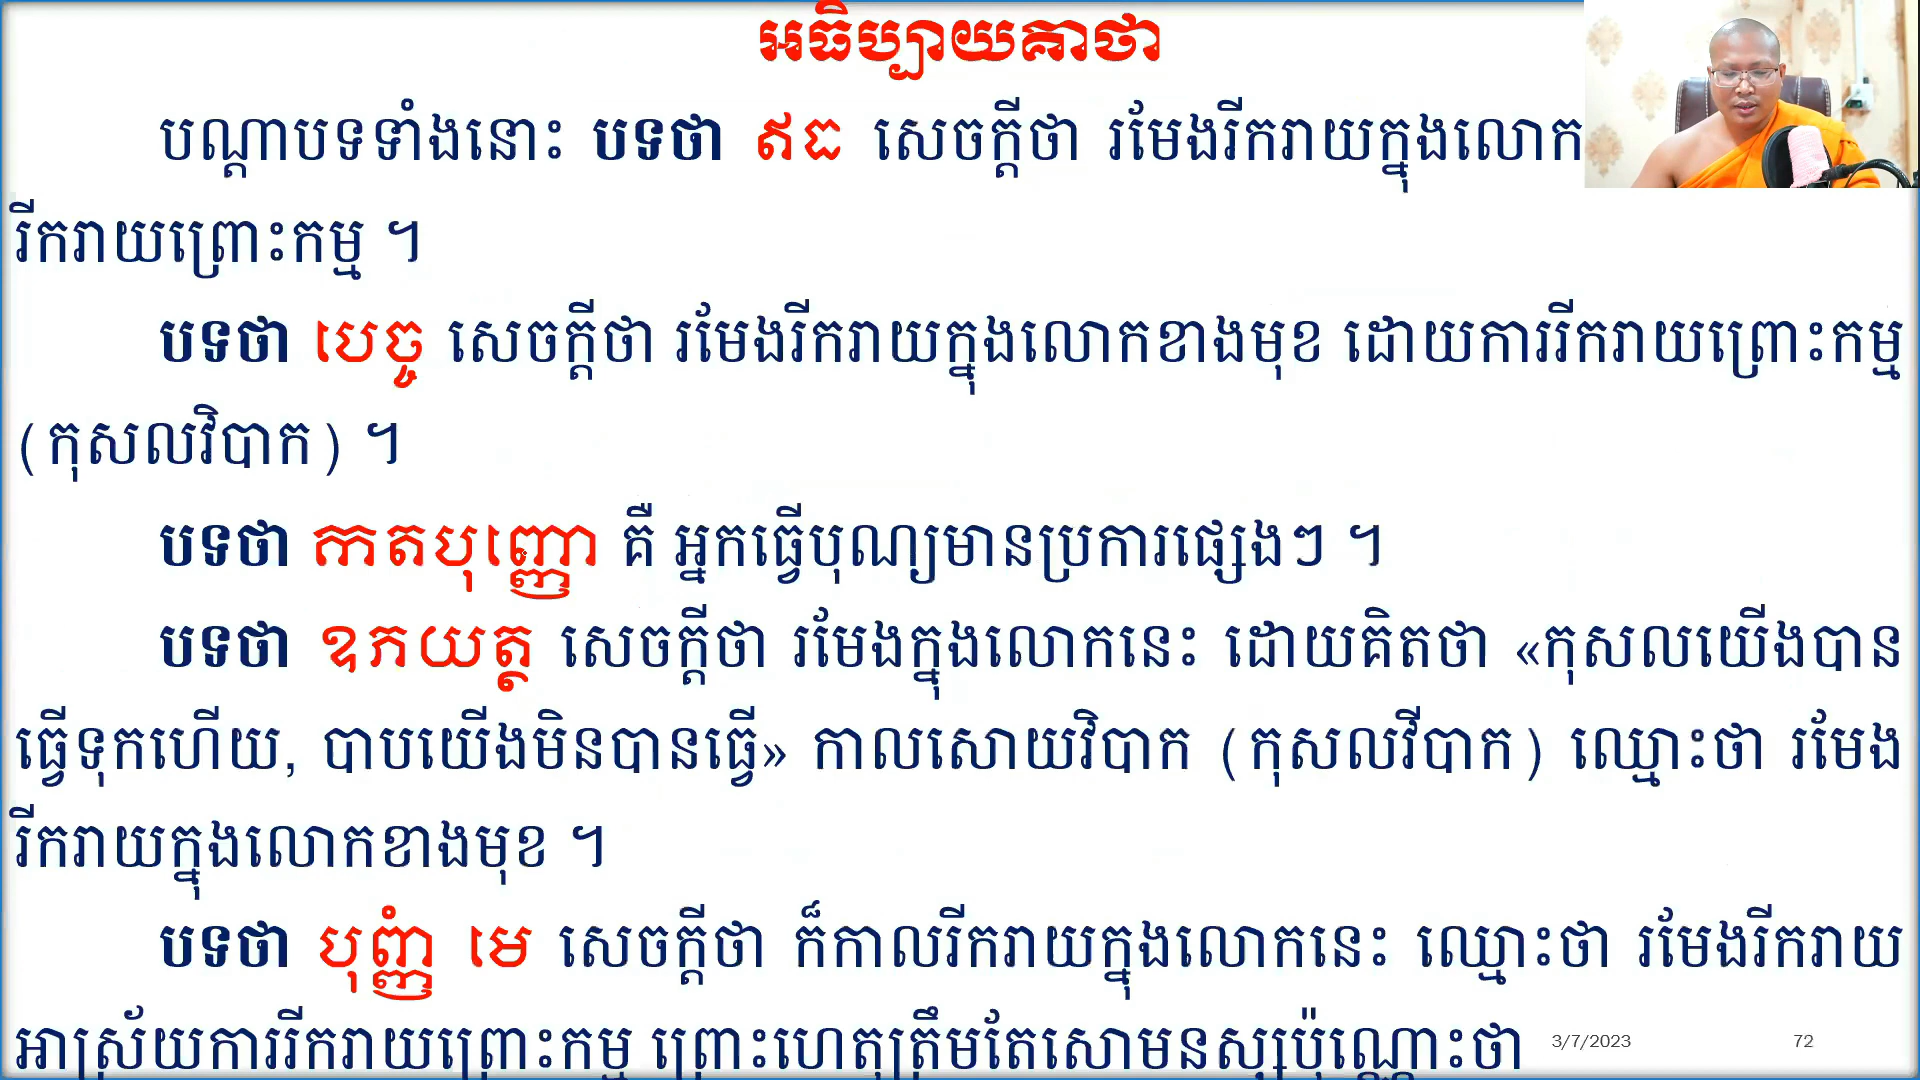 អធិប្បាយគាថា
បណ្ដាបទទាំងនោះ បទថា ឥធ សេចក្ដីថា រមែងរីករាយក្នុងលោក
រីករាយព្រោះកម្ម ។
បទថា បេច្ច សេចក្ដីថា រមែងរីករាយក្នុងលោកខាងមុខ ដោយការរីករាយព្រោះកម្ម
(កុសលវិបាក) ។
បទថា កាតបុញ្ញោ គឺ អ្នកធ្វើបុណ្យមានប្រការផ្សេងៗ ។
បទថា ឧភយត្ថ សេចក្ដីថា រមែងក្នុងលោកនេះ ដោយគិតថា «កុសលយើងបាន
ធ្វើទុកហើយ, បាបយើងមិនបានធ្វើ» កាលសោយវិបាក (កុសលវីបាក) ឈ្មោះថា រមែង
រីករាយក្នុងលោកខាងមុខ ។
បទថា បុញ្ញំ មេ សេចក្ដីថា ក៏កាលរីករាយក្នុងលោកនេះ ឈ្មោះថា រមែងរីករាយ
អាស្រ័យការរីករាយព្រោះកម្ម ព្រោះហេតុត្រឹមតែសោមនស្សប៉ុណ្ណោះថា
3/7/2023
72